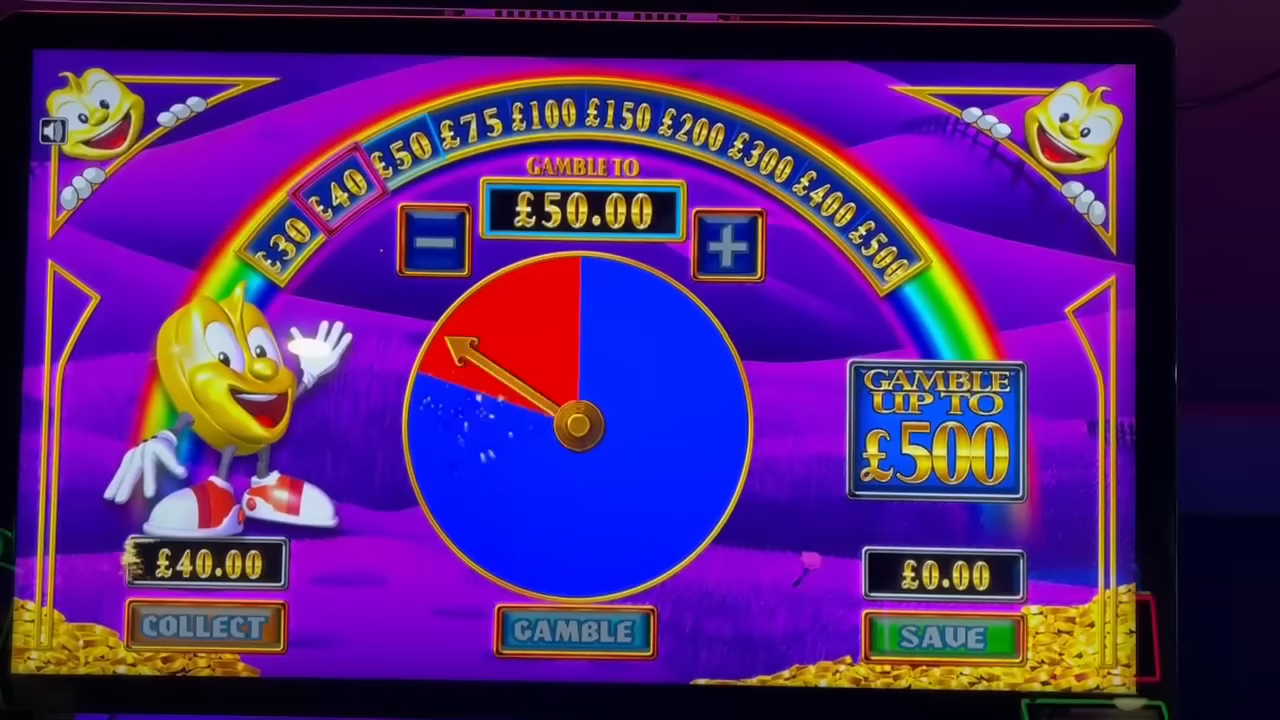 £30
£40
£50
£75
£100
£150
£200
£300
£400
£500
GAMBLE TO
£50.00
-
+
GAMBLE
UP TO
£500
£40.00
£0.00
COLLECT
GAMBLE
SAVE